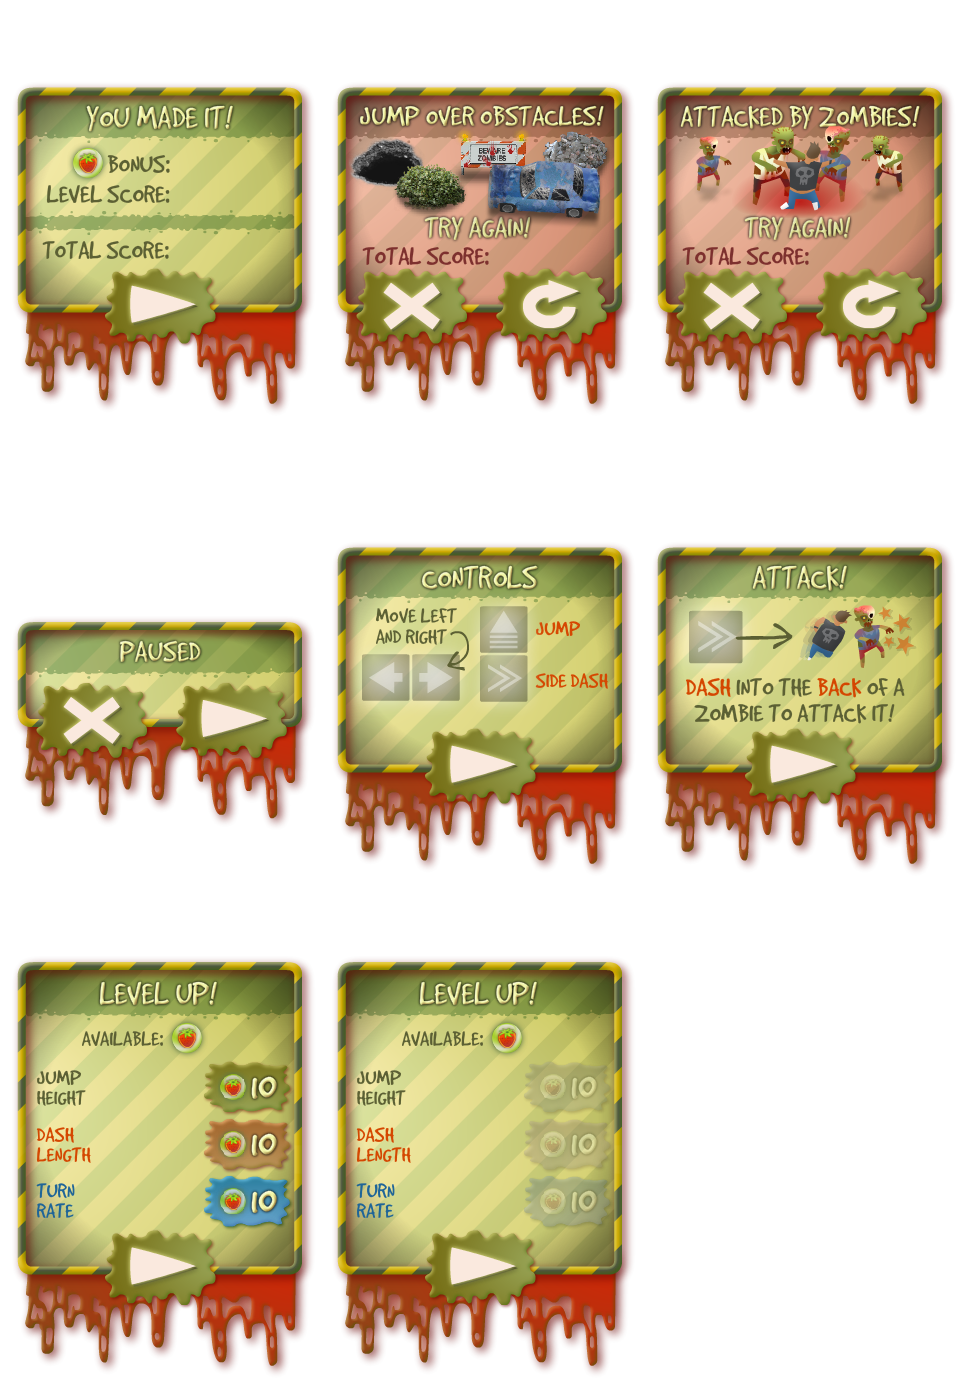 YOU MADE IT!
BONUS:
LEVEL SCORE:
TOTAL SCORE:
JUMP OVER OBSTACLES!
BEWARE
ZOMBIES
TRY AGAIN!
TOTAL SCORE:
ATTACKED BY ZOMBIES!
TRY AGAIN!
TOTAL SCORE:
PAUSED
CONTROLS
MOVE LEFT
AND RIGHT
JUMP
SIDE DASH
ATTACK!
DASH INTO THE BACK OF A
ZOMBIE TO ATTACK IT!
LEVEL UP!
AVAILABLE:
JUMP
HEIGHT
10
DASH
LENGTH
10
TURN
RATE
10
LEVEL UP!
AVAILABLE:
JUMP
HEIGHT
10
DASH
LENGTH
10
TURN
RATE
10